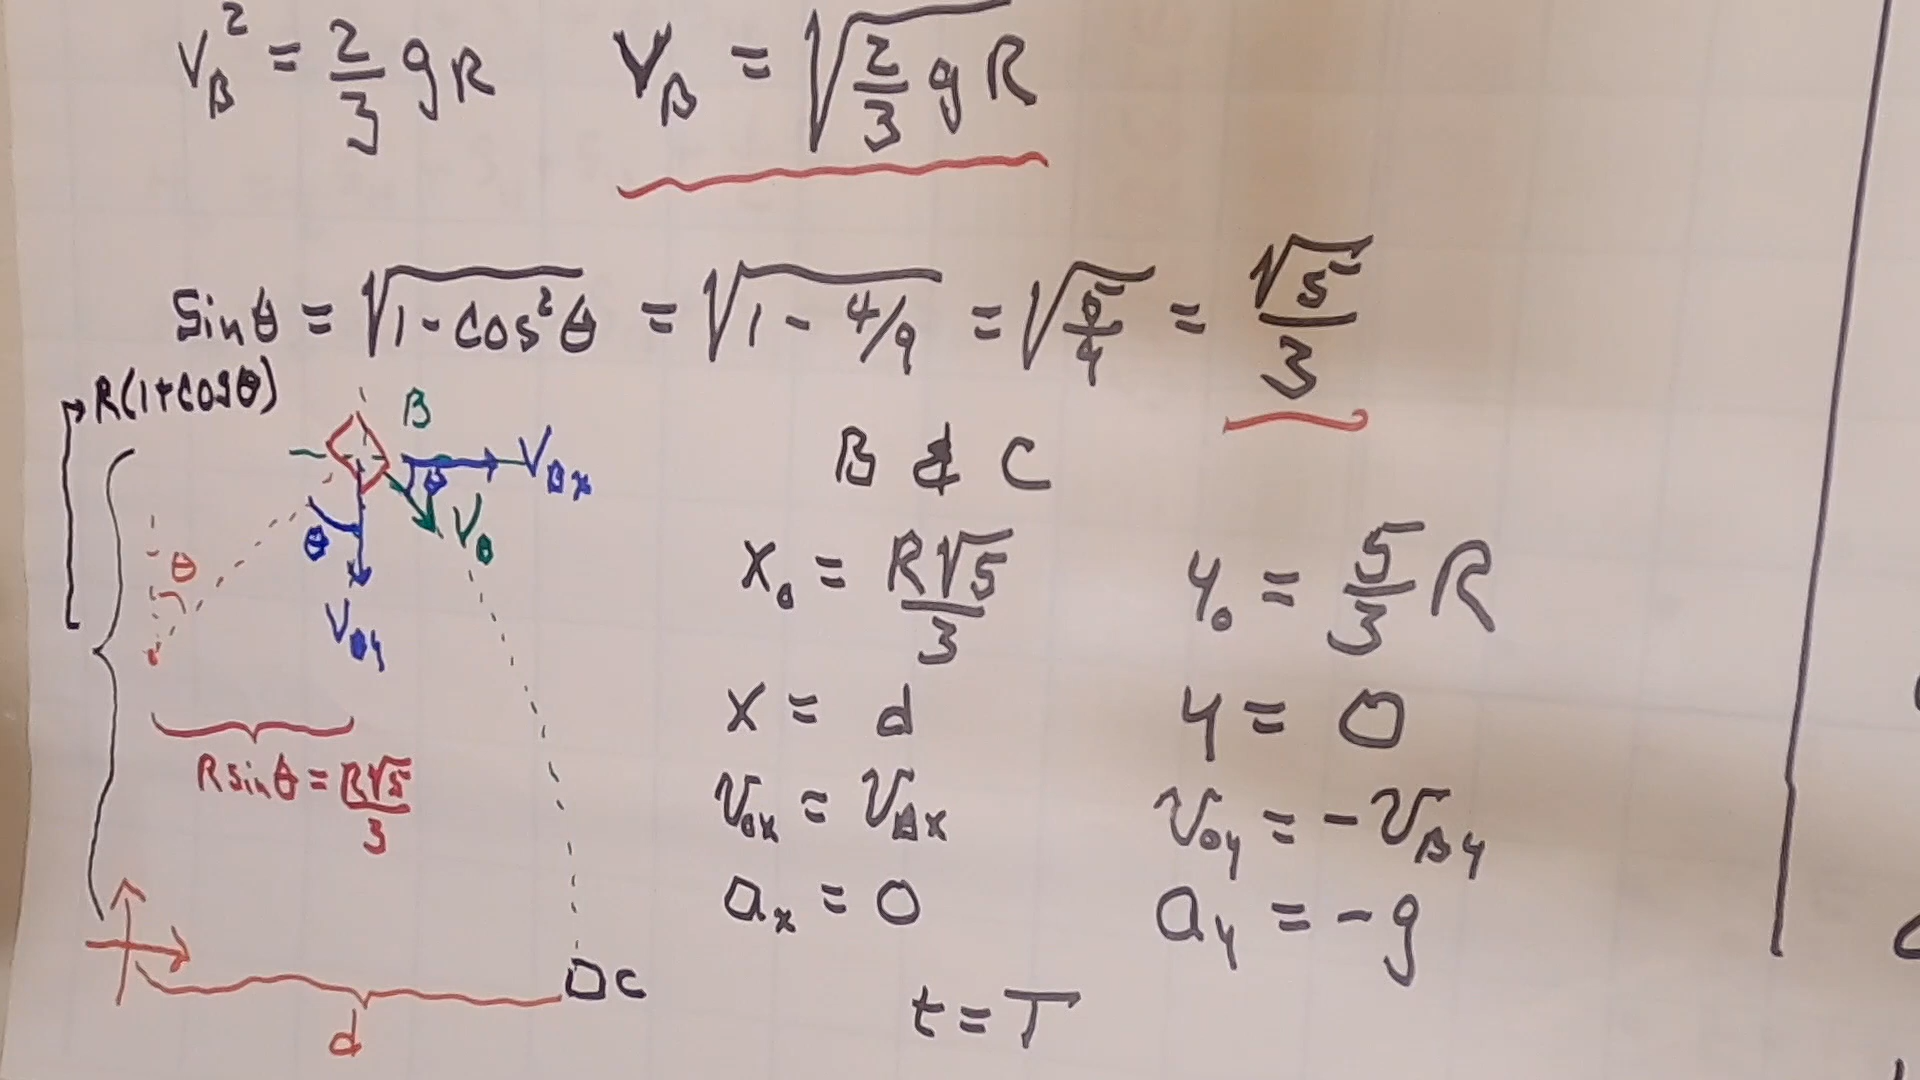 V_B² = 2/3 gR    V_B = √(2/3 gR)
Sinθ = √(1 - cos²θ) = √(1 - 4/9) = √(5/4) = √5/3
R(1+cosθ)
B
V_Bx
θ
V_B
θ
θ
V_By
R sinθ = R√5/3
d
C
B & C
x₀ = R√5/3    y₀ = 5/3 R
x = d    y = 0
v₀x = v_Bx    v₀y = -v_By
a_x = 0    a_y = -g
t = T